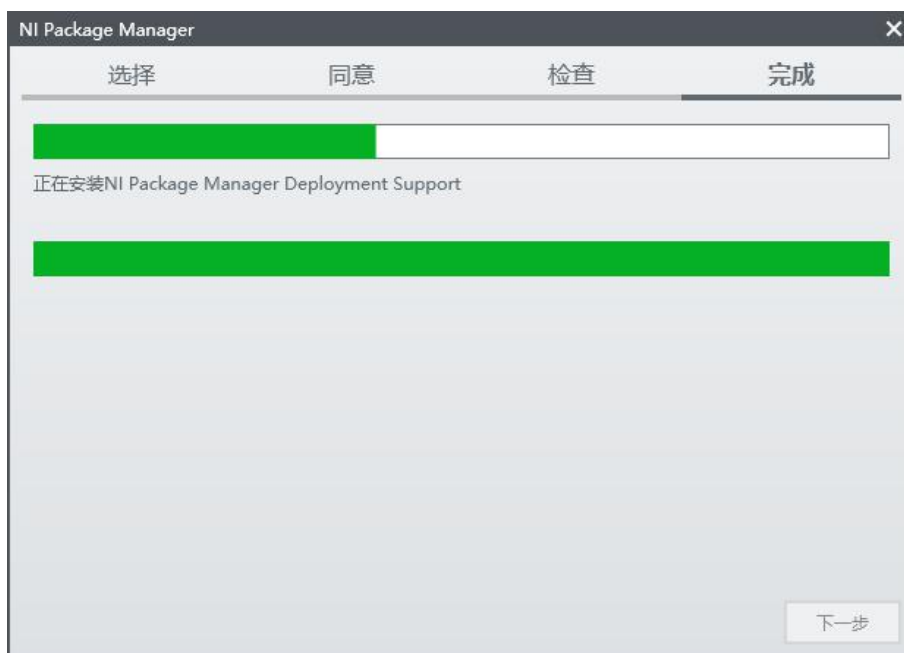 NI Package Manager
选择 同意 检查 完成
正在安装NI Package Manager Deployment Support
下一步